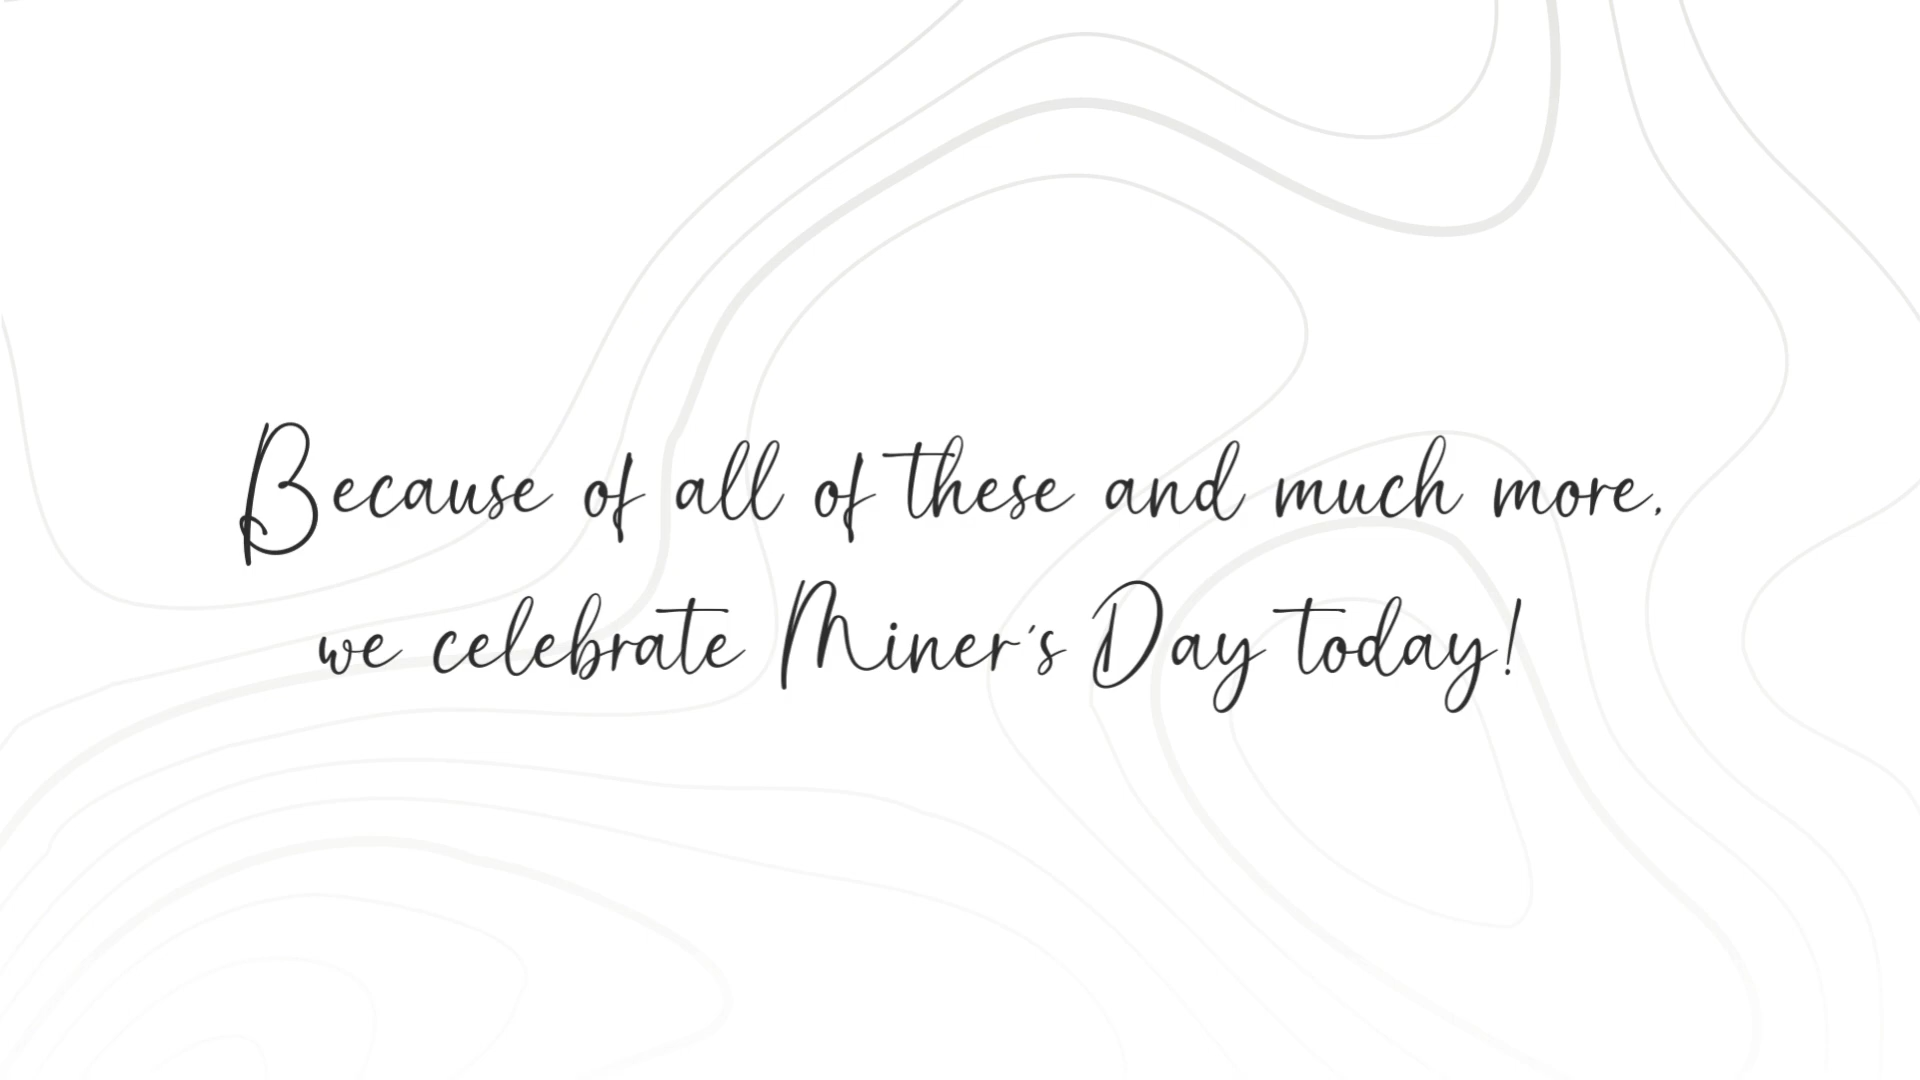 Because of all of these and much more,
we celebrate Miner's Day today!